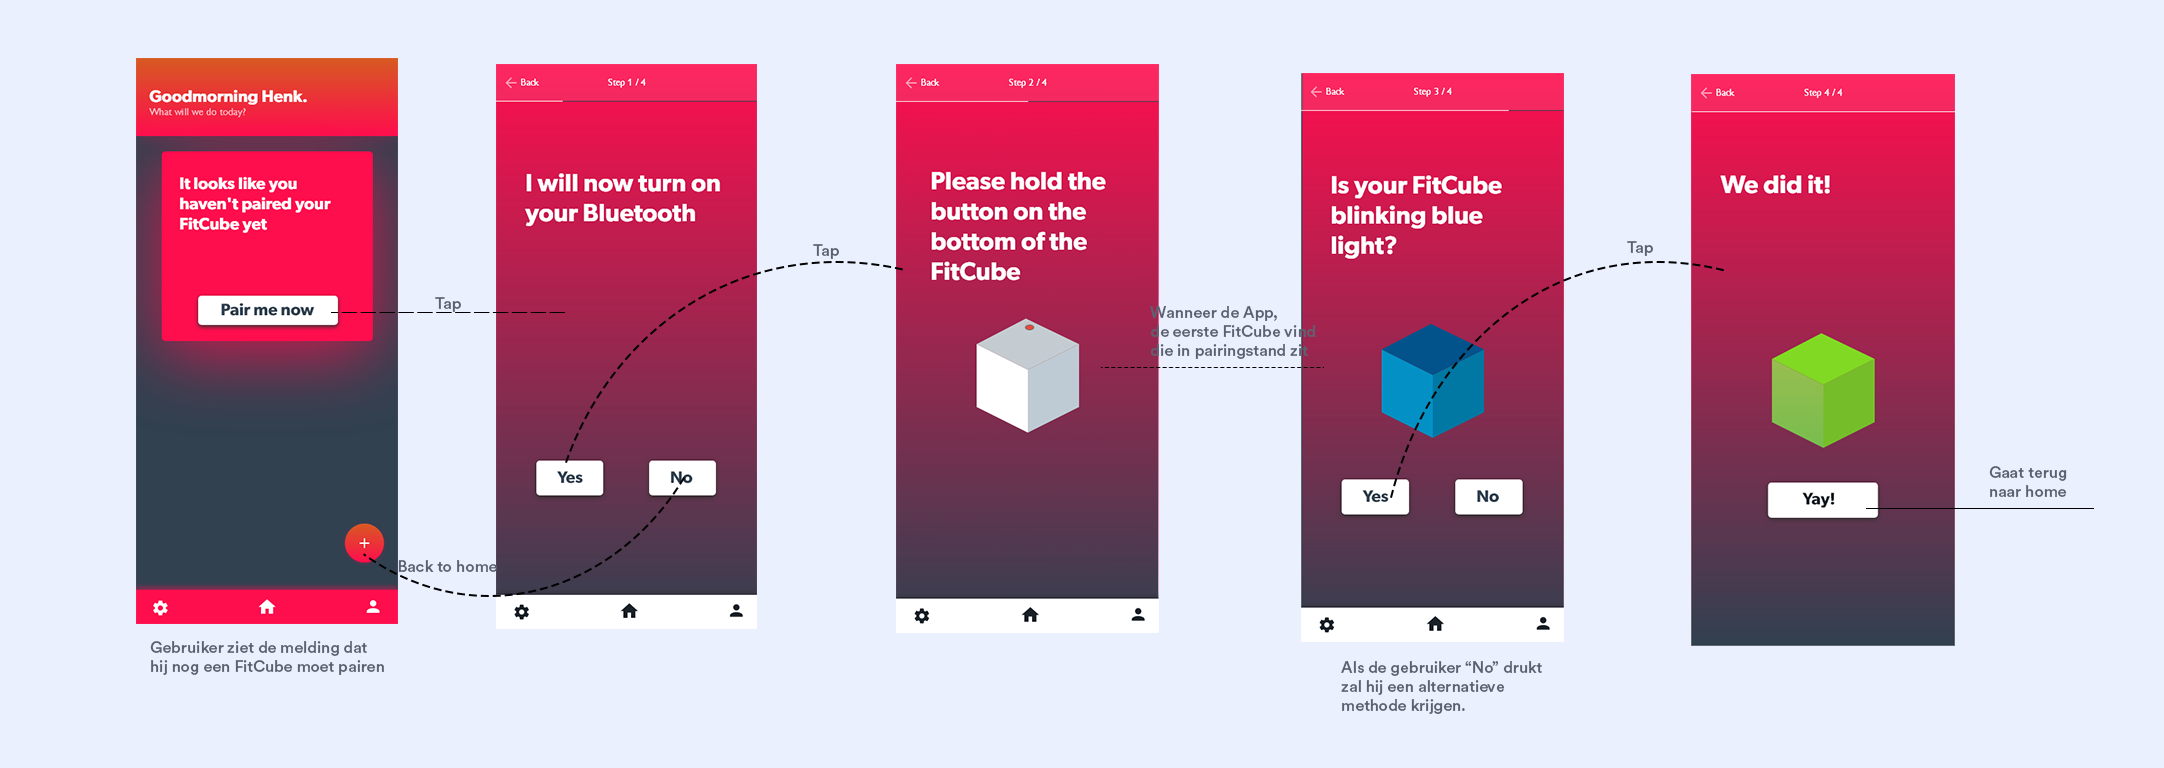 Goodmorning Henk.
What will we do today?
It looks like you
haven't paired your
FitCube yet
Pair me now
+
Gebruiker ziet de melding dat
hij nog een FitCube moet pairen
Tap
Back to home
Back
Step 1 / 4
I will now turn on
your Bluetooth
Yes
No
Tap
Back
Step 2 / 4
Please hold the
button on the
bottom of the
FitCube
Wanneer de App,
de eerste FitCube vind
die in pairingstand zit
Back
Step 3 / 4
Is your FitCube
blinking blue
light?
Yes
No
Als de gebruiker “No” drukt
zal hij een alternatieve
methode krijgen.
Tap
Back
Step 4 / 4
We did it!
Yay!
Gaat terug
naar home